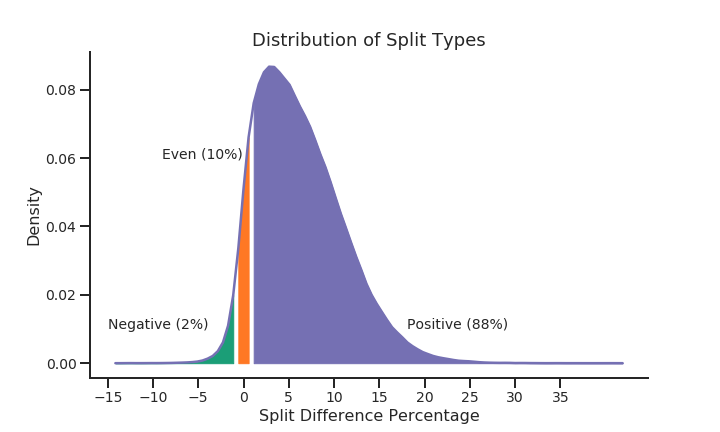 Distribution of Split Types
0.08
0.06
0.04
0.02
0.00
Density
Even (10%)
Negative (2%)
Positive (88%)
−15 −10 −5 0 5 10 15 20 25 30 35
Split Difference Percentage